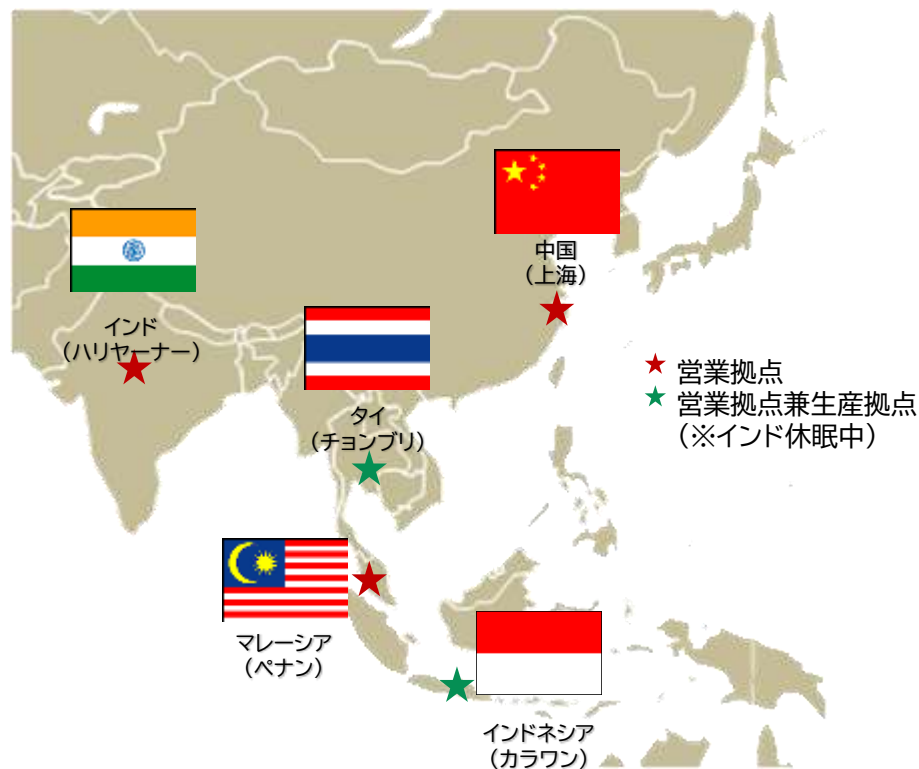 中国
（上海）
インド
（ハリヤーナー）
タイ
（チョンブリ）
★ 営業拠点
★ 営業拠点兼生産拠点
（※インド休眠中）
マレーシア
（ペナン）
インドネシア
（カラワン）